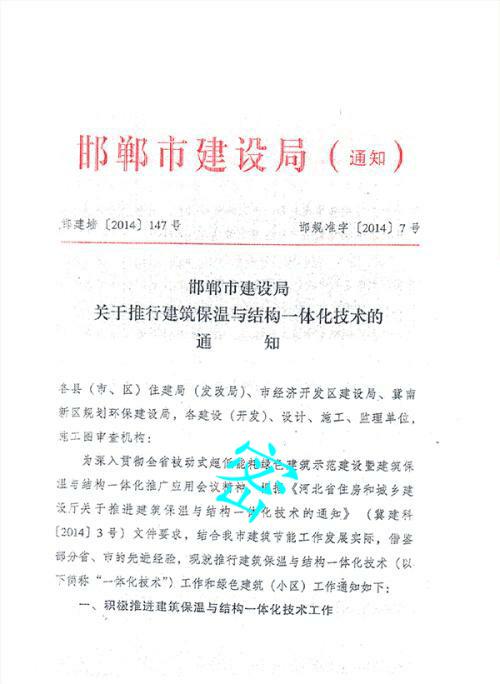 邯郸市建设局（通知）
邯建墙〔2014〕147号 邯规准字〔2014〕7号
邯郸市建设局
关于推行建筑保温与结构一体化技术的
通 知
各县（市、区）住建局（发改局）、市经济开发区建设局、冀南
新区规划环保建设局，各建设（开发）、设计、施工、监理单位，
施工图审查机构：
为深入贯彻全省被动式超低能耗绿色建筑示范建设暨建筑保
温与结构一体化推广应用会议精神，根据《河北省住房和城乡建
设厅关于推进建筑保温与结构一体化技术的通知》（冀建科
〔2014〕3号）文件要求，结合我市建筑节能工作发展实际，借鉴
部分省、市的先进经验，现就推行建筑保温与结构一体化技术（以
下简称“一体化技术”）工作和绿色建筑（小区）工作通知如下：
一、积极推进建筑保温与结构一体化技术工作
密